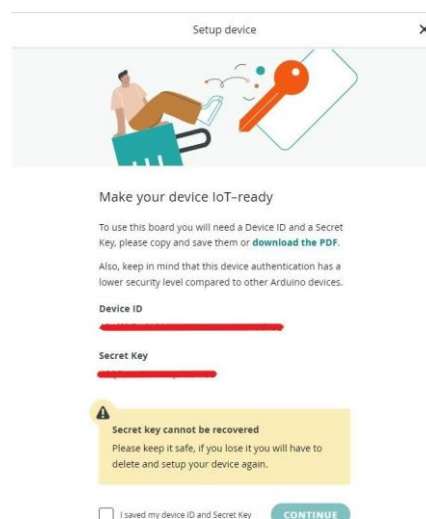 Setup device
Make your device IoT-ready
To use this board you will need a Device ID and a Secret
Key, please copy and save them or download the PDF.
Also, keep in mind that this device authentication has a
lower security level compared to other Arduino devices.
Device ID
Secret Key
Secret key cannot be recovered
Please keep it safe, if you lose it you will have to
delete and setup your device again.
I saved my device ID and Secret Key
CONTINUE